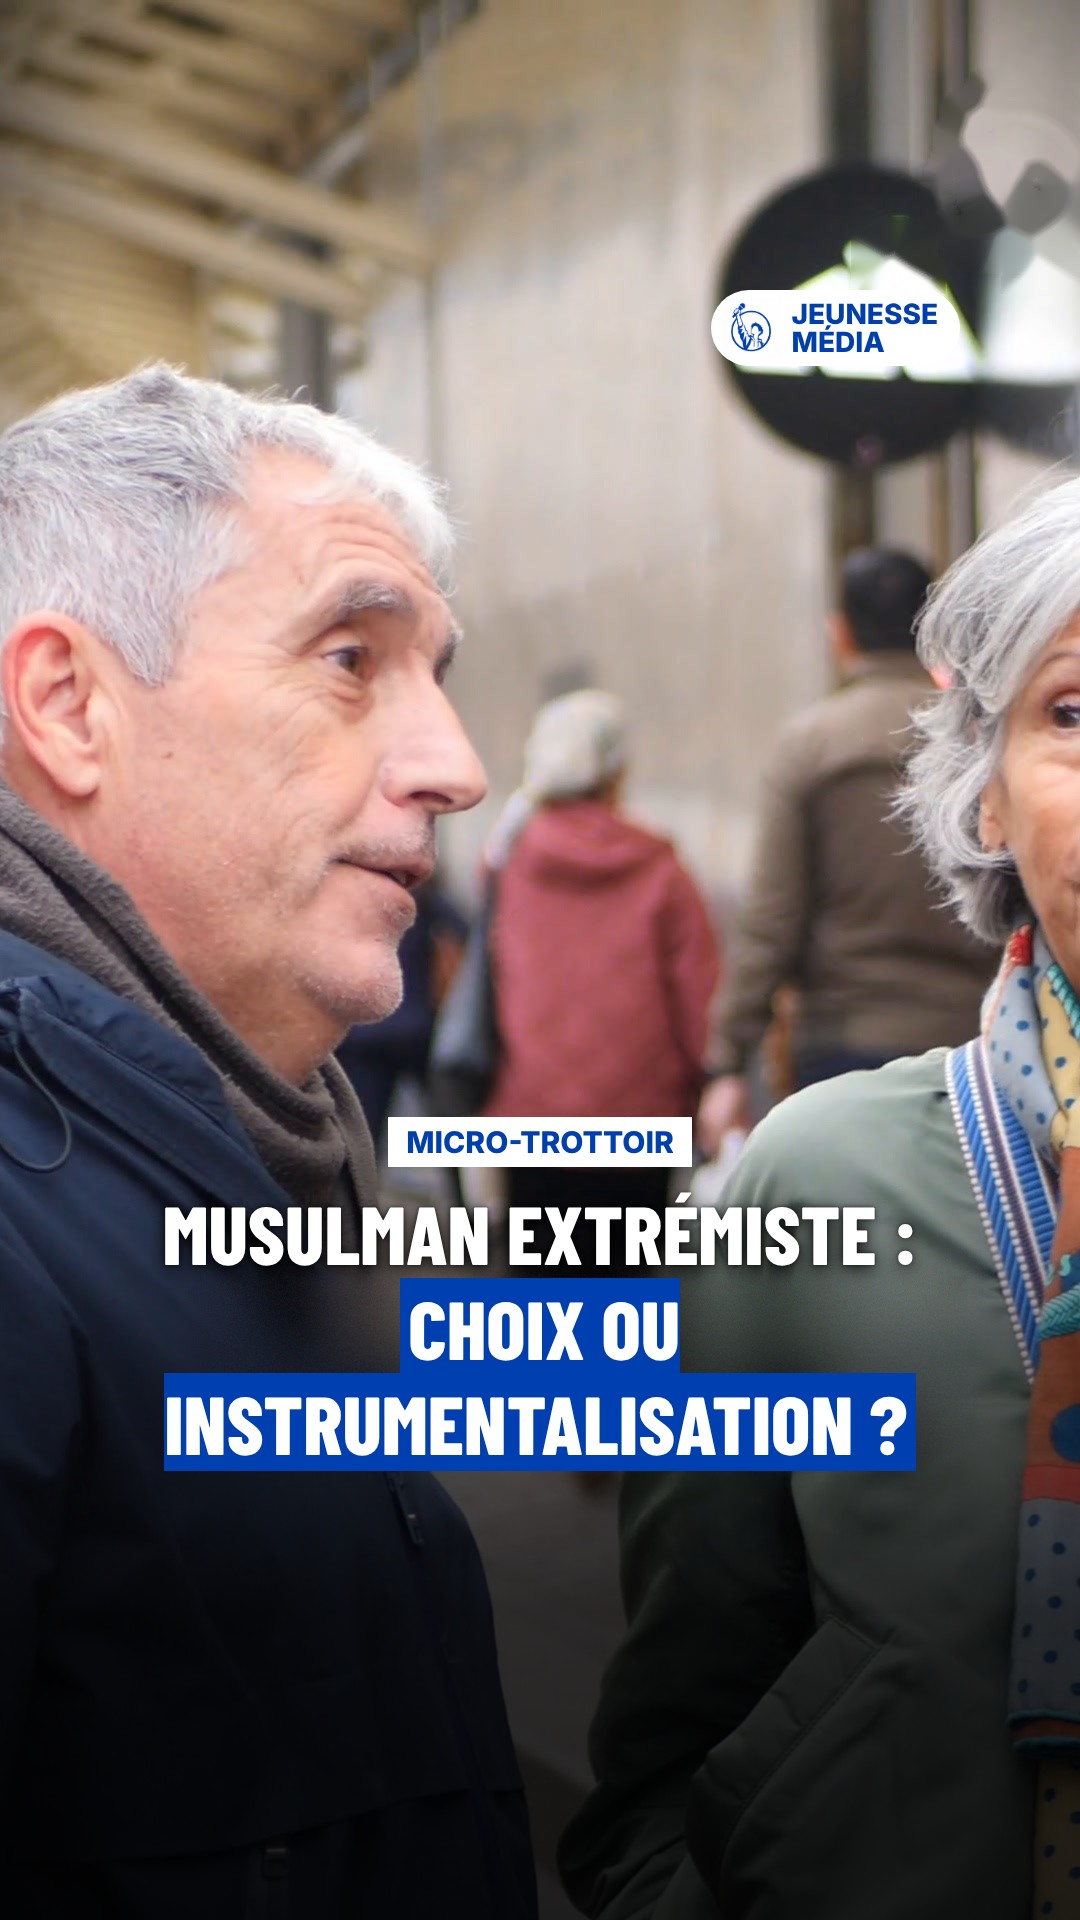 JEUNESSE
MÉDIA
MICRO-TROTTOIR
MUSULMAN EXTRÉMISTE :
CHOIX OU
INSTRUMENTALISATION ?